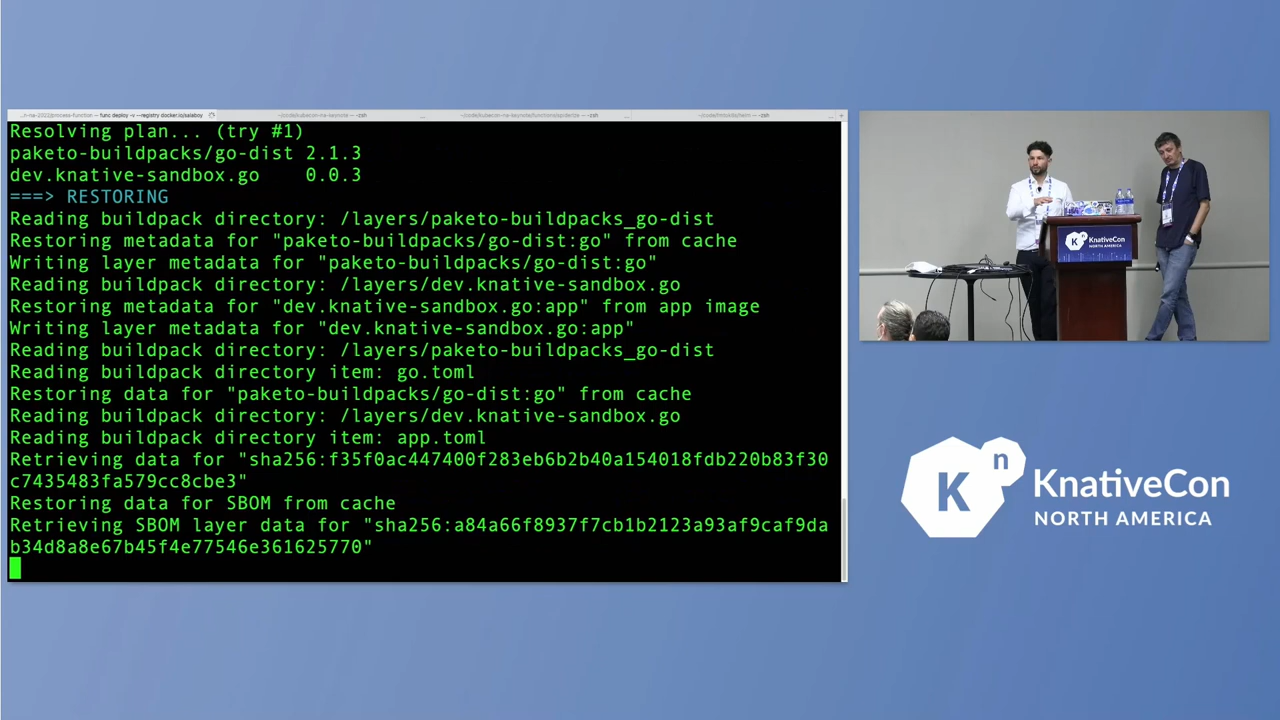 Resolving plan... (try #1)
paketo-buildpacks/go-dist 2.1.3
dev.knative-sandbox.go    0.0.3
===> RESTORING
Reading buildpack directory: /layers/paketo-buildpacks_go-dist
Restoring metadata for "paketo-buildpacks/go-dist:go" from cache
Writing layer metadata for "paketo-buildpacks/go-dist:go"
Reading buildpack directory: /layers/dev.knative-sandbox.go
Restoring metadata for "dev.knative-sandbox.go:app" from app image
Writing layer metadata for "dev.knative-sandbox.go:app"
Reading buildpack directory: /layers/paketo-buildpacks_go-dist
Reading buildpack directory item: go.toml
Restoring data for "paketo-buildpacks/go-dist:go" from cache
Reading buildpack directory: /layers/dev.knative-sandbox.go
Reading buildpack directory item: app.toml
Retrieving data for "sha256:f35f0ac447400f283eb6b2b40a154018fdb220b83f30
c7435483fa579cc8cbe3"
Restoring data for SBOM from cache
Retrieving SBOM layer data for "sha256:a84a66f8937f7cb1b2123a93af9caf9da
b34d8a8e67b45f4e77546e361625770"
K KnativeCon
NORTH AMERICA
K n
KnativeCon
NORTH AMERICA